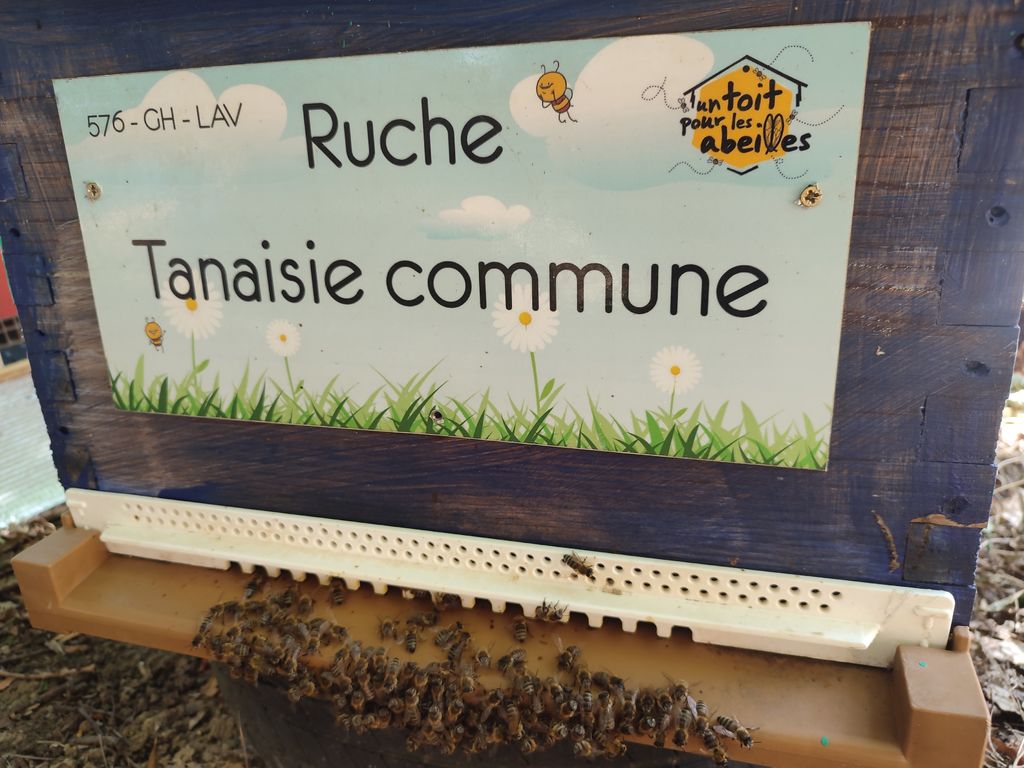 576 - GH - LAV
Ruche
un toit
pour les
abeilles
Tanaisie commune